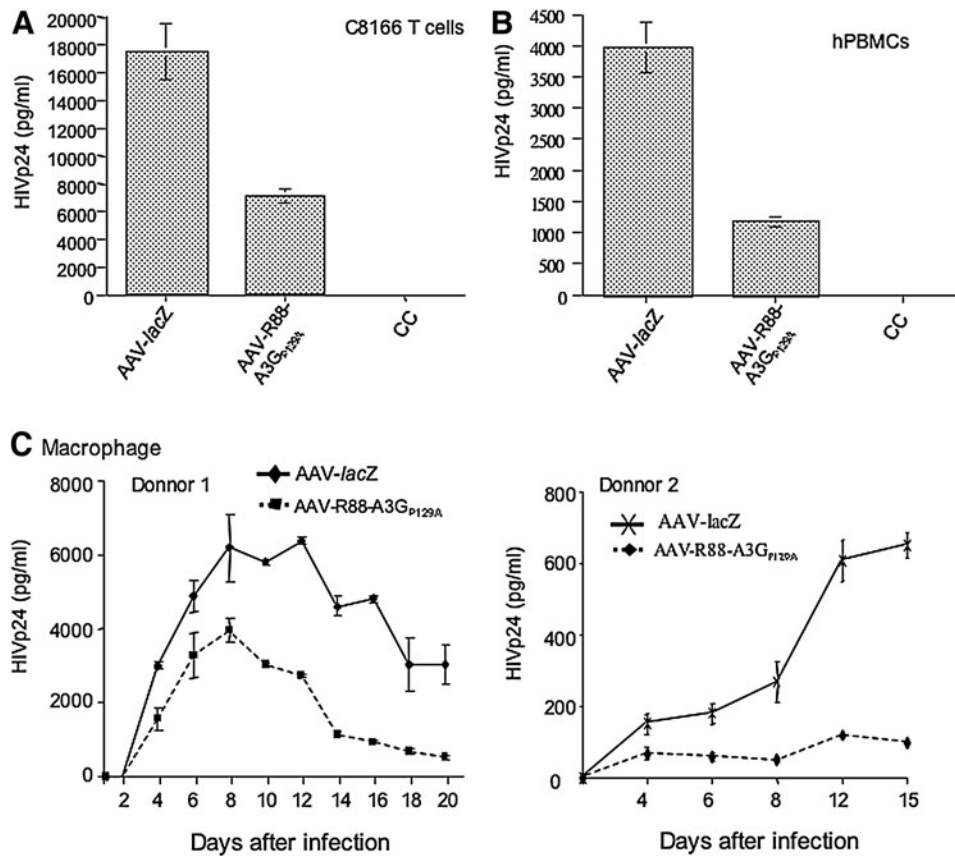 A
C8166 T cells
HIVp24 (pg/ml)
20000
18000
16000
14000
12000
10000
8000
6000
4000
2000
0
AAV-lacZ
AAV-R88-
A3GP129A
CC
B
hPBMCs
HIVp24 (pg/ml)
4500
4000
3500
3000
2500
2000
1500
1000
500
0
AAV-lacZ
AAV-R88-
A3GP129A
CC
C Macrophage
Donnor 1
AAV-lacZ
AAV-R88-A3GP129A
HIVp24 (pg/ml)
8000
6000
4000
2000
0
2 4 6 8 10 12 14 16 18 20
Days after infection
Donnor 2
AAV-lacZ
AAV-R88-A3GP129A
HIVp24 (pg/ml)
800
600
400
200
0
4 6 8 12 15
Days after infection